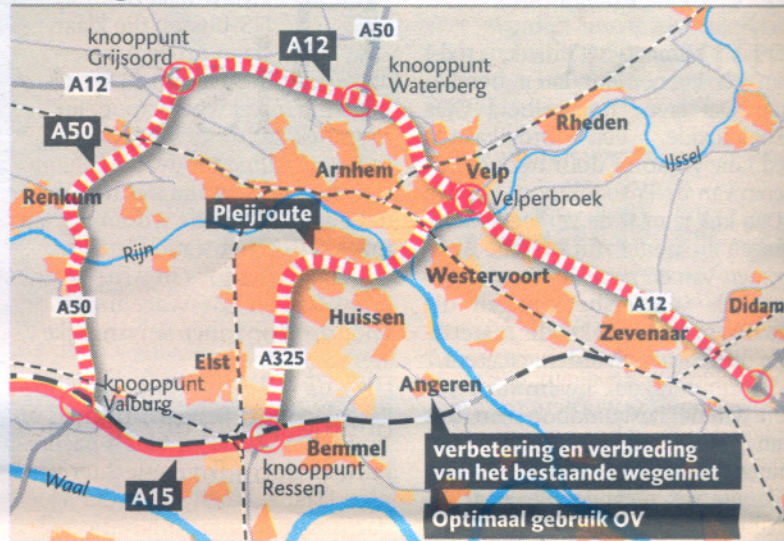 knooppunt
Grijsoord
A12
A50
knooppunt
Waterberg
A12
A50
Rheden
Arnhem
Velp
IJssel
Renkum
Velperbroek
Pleijroute
Rijn
Westervoort
A50
A12
Didam
Huissen
Zevenaar
Elst
A325
knooppunt
Valburg
Angeren
Bemmel
verbetering en verbreding
van het bestaande wegennet
knooppunt
Ressen
Waal
A15
Optimaal gebruik OV